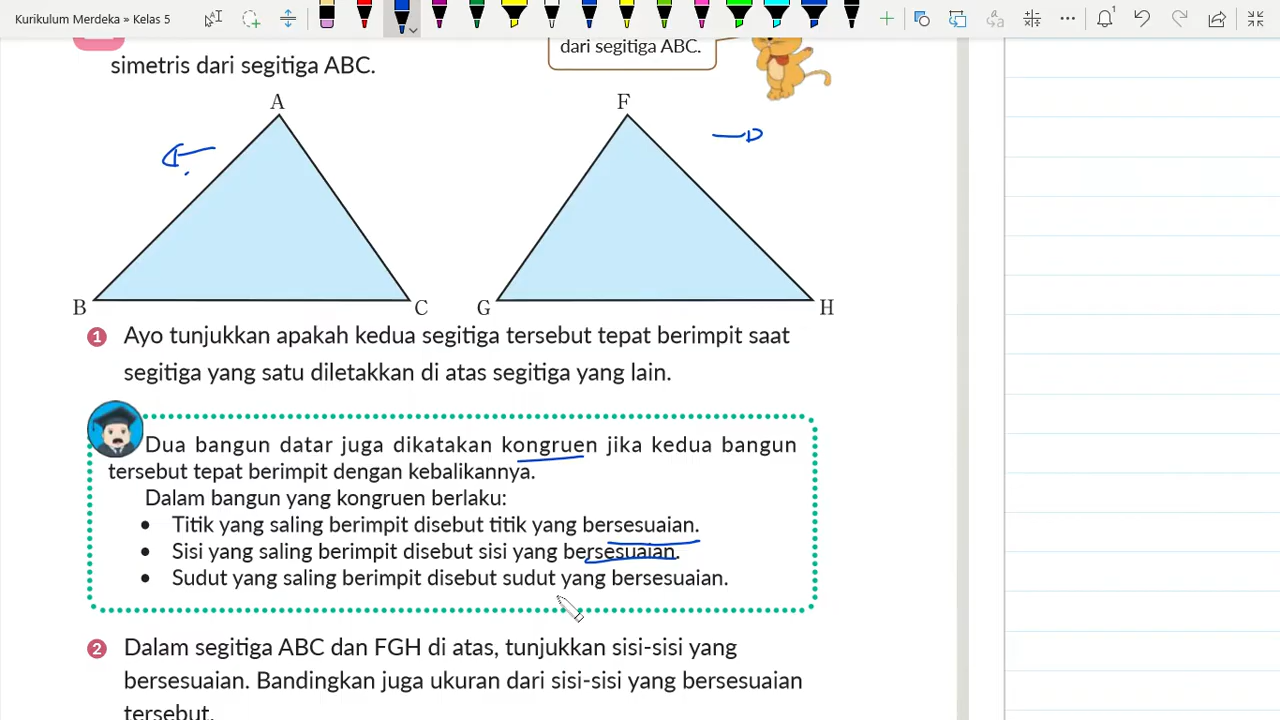 Kurikulum Merdeka » Kelas 5
dari segitiga ABC.
simetris dari segitiga ABC.
A
F
B
C
G
H
1 Ayo tunjukkan apakah kedua segitiga tersebut tepat berimpit saat
segitiga yang satu diletakkan di atas segitiga yang lain.
Dua bangun datar juga dikatakan kongruen jika kedua bangun
tersebut tepat berimpit dengan kebalikannya.
Dalam bangun yang kongruen berlaku:
• Titik yang saling berimpit disebut titik yang bersesuaian.
• Sisi yang saling berimpit disebut sisi yang bersesuaian.
• Sudut yang saling berimpit disebut sudut yang bersesuaian.
2 Dalam segitiga ABC dan FGH di atas, tunjukkan sisi-sisi yang
bersesuaian. Bandingkan juga ukuran dari sisi-sisi yang bersesuaian
tersebut.